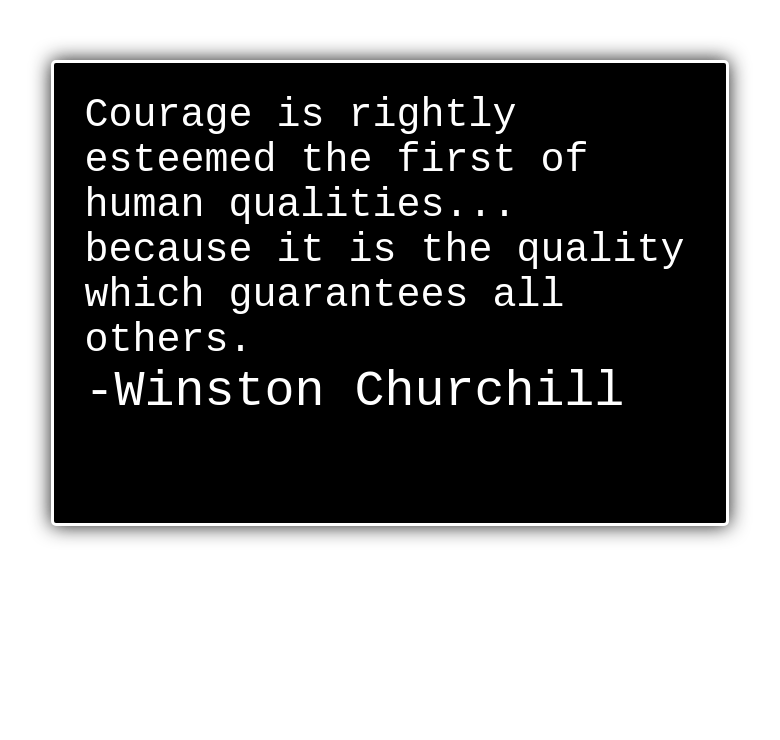 Courage is rightly
esteemed the first of
human qualities...
because it is the quality
which guarantees all
others.
-Winston Churchill